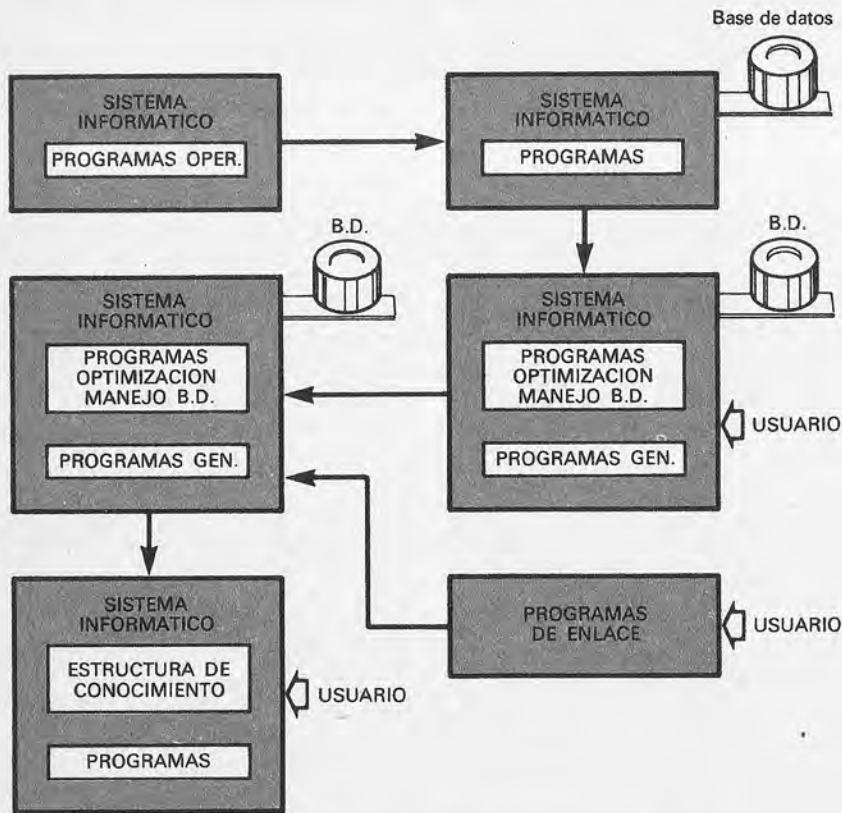 Base de datos
SISTEMA
INFORMATICO
PROGRAMAS OPER.
SISTEMA
INFORMATICO
PROGRAMAS
B.D.
SISTEMA
INFORMATICO
PROGRAMAS
OPTIMIZACION
MANEJO B.D.
PROGRAMAS GEN.
B.D.
SISTEMA
INFORMATICO
PROGRAMAS
OPTIMIZACION
MANEJO B.D.
PROGRAMAS GEN.
USUARIO
SISTEMA
INFORMATICO
ESTRUCTURA DE
CONOCIMIENTO
PROGRAMAS
USUARIO
PROGRAMAS
DE ENLACE
USUARIO